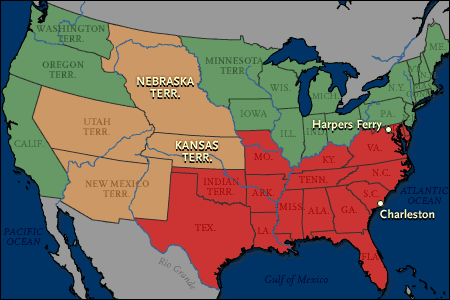 WASHINGTON
TERR.
OREGON
TERR.
CALIF.
NEBRASKA
TERR.
UTAH
TERR.
KANSAS
TERR.
NEW MEXICO
TERR.
MINNESOTA
TERR.
WIS.
MICH.
IOWA
ILL.
IND.
PA.
N.Y.
ME.
Harpers Ferry
MO.
KY.
VA.
INDIAN
TERR.
ARK.
TENN.
N.C.
S.C.
TEX.
LA.
MISS.
ALA.
GA.
FLA.
Charleston
PACIFIC
OCEAN
ATLANTIC
OCEAN
Rio Grande
Gulf of Mexico